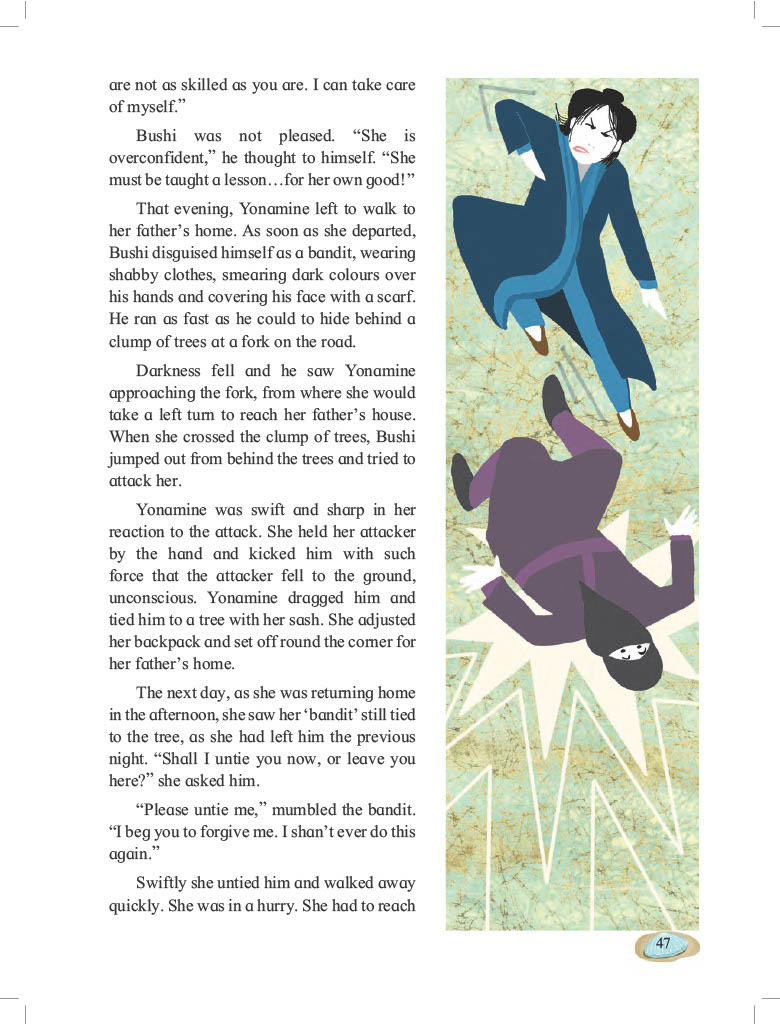 are not as skilled as you are. I can take care
of myself.”
Bushi was not pleased. “She is
overconfident,” he thought to himself. “She
must be taught a lesson…for her own good!”
That evening, Yonamine left to walk to
her father’s home. As soon as she departed,
Bushi disguised himself as a bandit, wearing
shabby clothes, smearing dark colours over
his hands and covering his face with a scarf.
He ran as fast as he could to hide behind a
clump of trees at a fork on the road.
Darkness fell and he saw Yonamine
approaching the fork, from where she would
take a left turn to reach her father’s house.
When she crossed the clump of trees, Bushi
jumped out from behind the trees and tried to
attack her.
Yonamine was swift and sharp in her
reaction to the attack. She held her attacker
by the hand and kicked him with such
force that the attacker fell to the ground,
unconscious. Yonamine dragged him and
tied him to a tree with her sash. She adjusted
her backpack and set off round the corner for
her father’s home.
The next day, as she was returning home
in the afternoon, she saw her ‘bandit’ still tied
to the tree, as she had left him the previous
night. “Shall I untie you now, or leave you
here?” she asked him.
“Please untie me,” mumbled the bandit.
“I beg you to forgive me. I shan’t ever do this
again.”
Swiftly she untied him and walked away
quickly. She was in a hurry. She had to reach
47